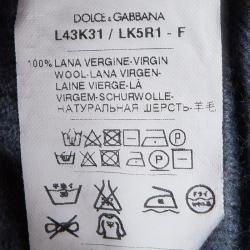 DOLCE & GABBANA
L43K31 / LK5R1 - F
100% LANA VERGINE-VIRGIN
WOOL-LANA VIRGEN-
LAINE VIERGE-LÃ
VIRGEM-SCHURWOLLE-
НАТУРАЛЬНАЯ ШЕРСТЬ-羊毛